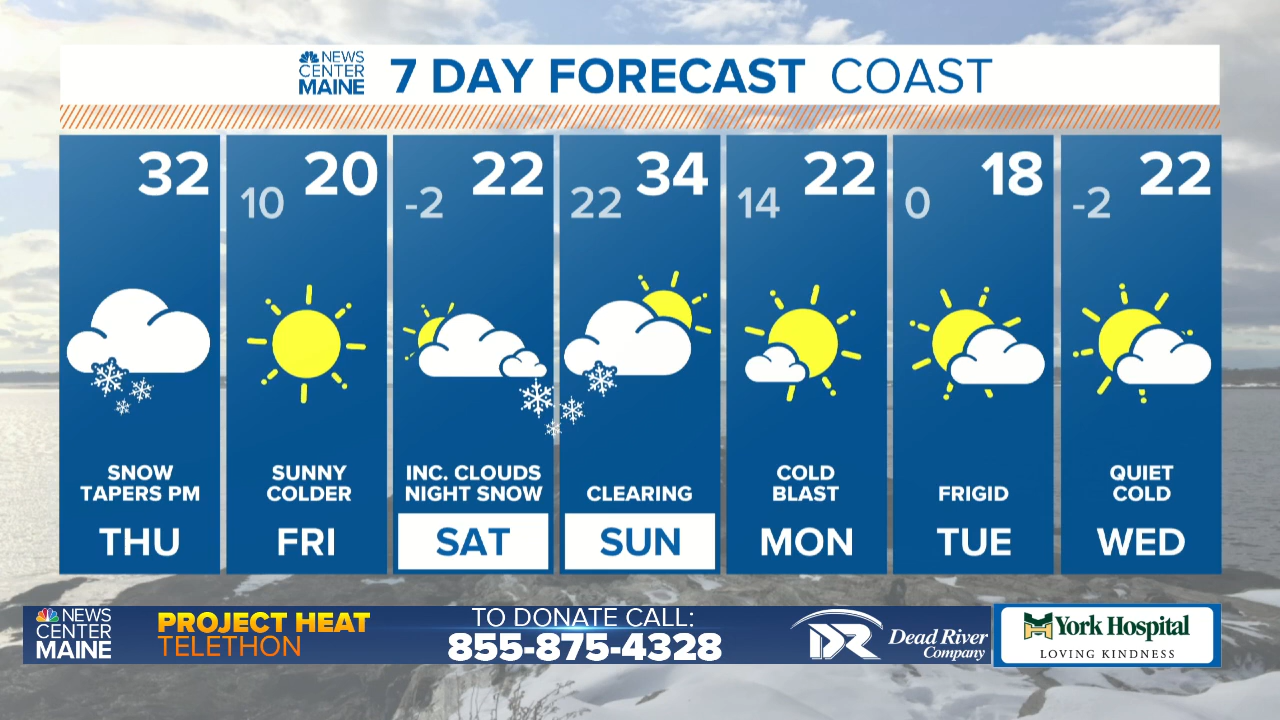 NEWS CENTER MAINE
7 DAY FORECAST COAST
32
10 20
-2 22
22 34
14 22
0 18
-2 22
SNOW
TAPERS PM
THU
SUNNY
COLDER
FRI
INC. CLOUDS
NIGHT SNOW
SAT
CLEARING
SUN
COLD
BLAST
MON
FRIGID
TUE
QUIET
COLD
WED
NEWS
CENTER
MAINE
PROJECT HEAT
TELETHON
TO DONATE CALL:
855-875-4328
DR
Dead River
Company
York Hospital
LOVING KINDNESS